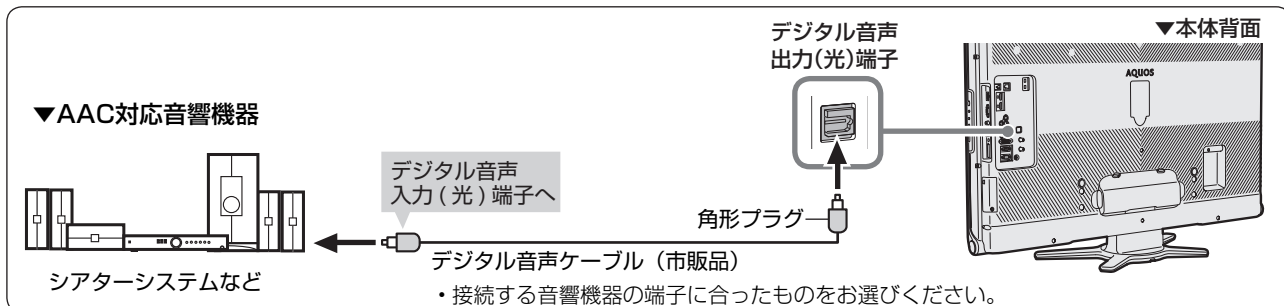 デジタル音声
出力(光)端子
▼本体背面
AQUOS
▼AAC対応音響機器
デジタル音声
入力(光)端子へ
角形プラグ
デジタル音声ケーブル（市販品）
シアターシステムなど
・接続する音響機器の端子に合ったものをお選びください。